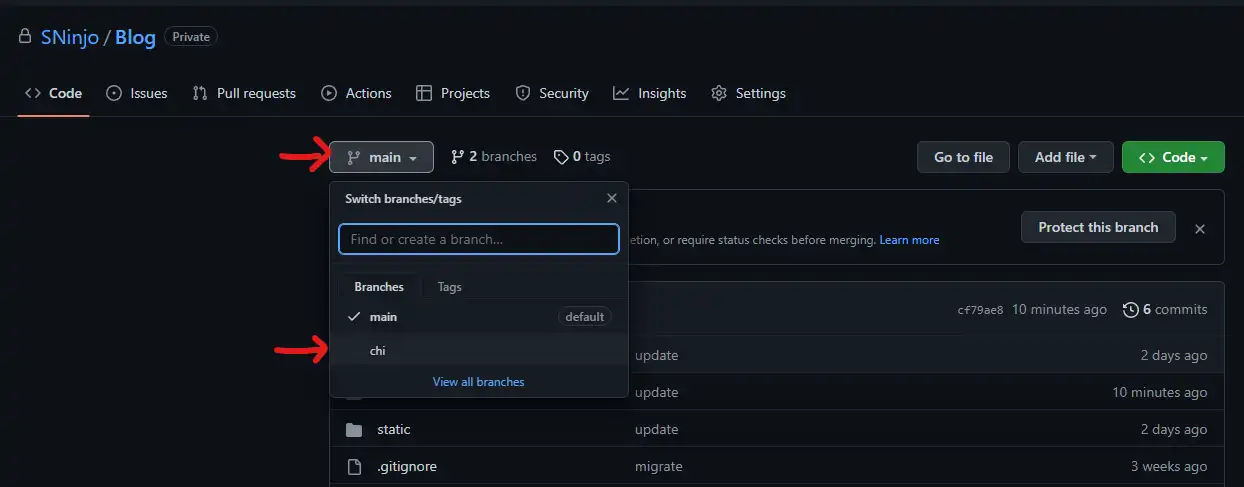 SNinjo / Blog Private
Code Issues Pull requests Actions Projects Security Insights Settings
main 2 branches 0 tags Go to file Add file Code
Switch branches/tags
Find or create a branch...
etion, or require status checks before merging. Learn more Protect this branch
Branches Tags
main default
cf79ae8 10 minutes ago 6 commits
chi
update 2 days ago
View all branches
update 10 minutes ago
static update 2 days ago
.gitignore migrate 3 weeks ago